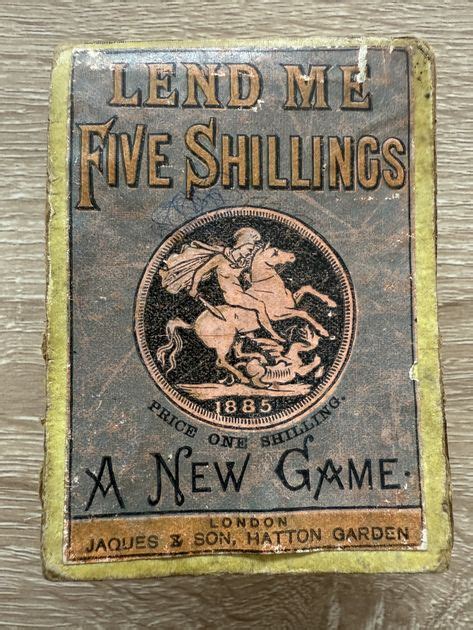 LEND ME
FIVE SHILLINGS
1885
PRICE ONE SHILLING.
A NEW GAME.
LONDON
JAQUES & SON, HATTON GARDEN